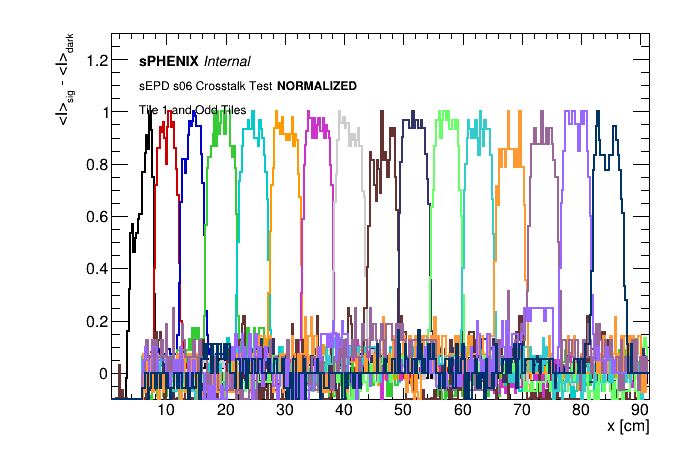 <I>sig - <I>dark
1.2
1
0.8
0.6
0.4
0.2
0
sPHENIX Internal
sEPD s06 Crosstalk Test NORMALIZED
Tile 1 and Odd Tiles
10 20 30 40 50 60 70 80 90
x [cm]